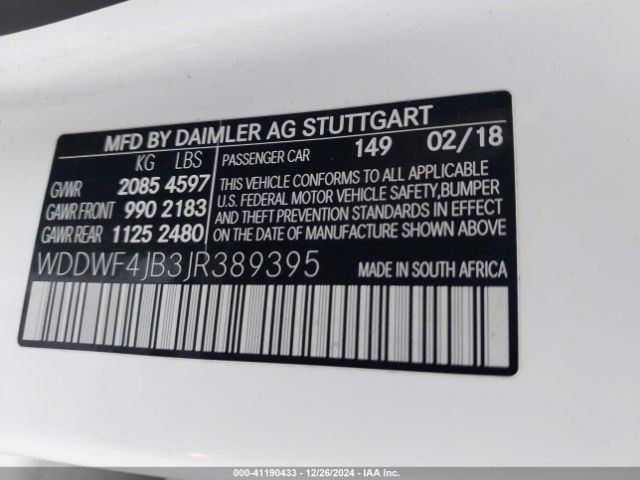 MFD BY DAIMLER AG STUTTGART
KG LBS
PASSENGER CAR 149 02/18
GVWR 2085 4597
GAWR FRONT 990 2183
GAWR REAR 1125 2480
THIS VEHICLE CONFORMS TO ALL APPLICABLE
U.S. FEDERAL MOTOR VEHICLE SAFETY, BUMPER
AND THEFT PREVENTION STANDARDS IN EFFECT
ON THE DATE OF MANUFACTURE SHOWN ABOVE
WDDWF4JB3JR389395
MADE IN SOUTH AFRICA
000-41190433 - 12/26/2024 - IAA Inc.